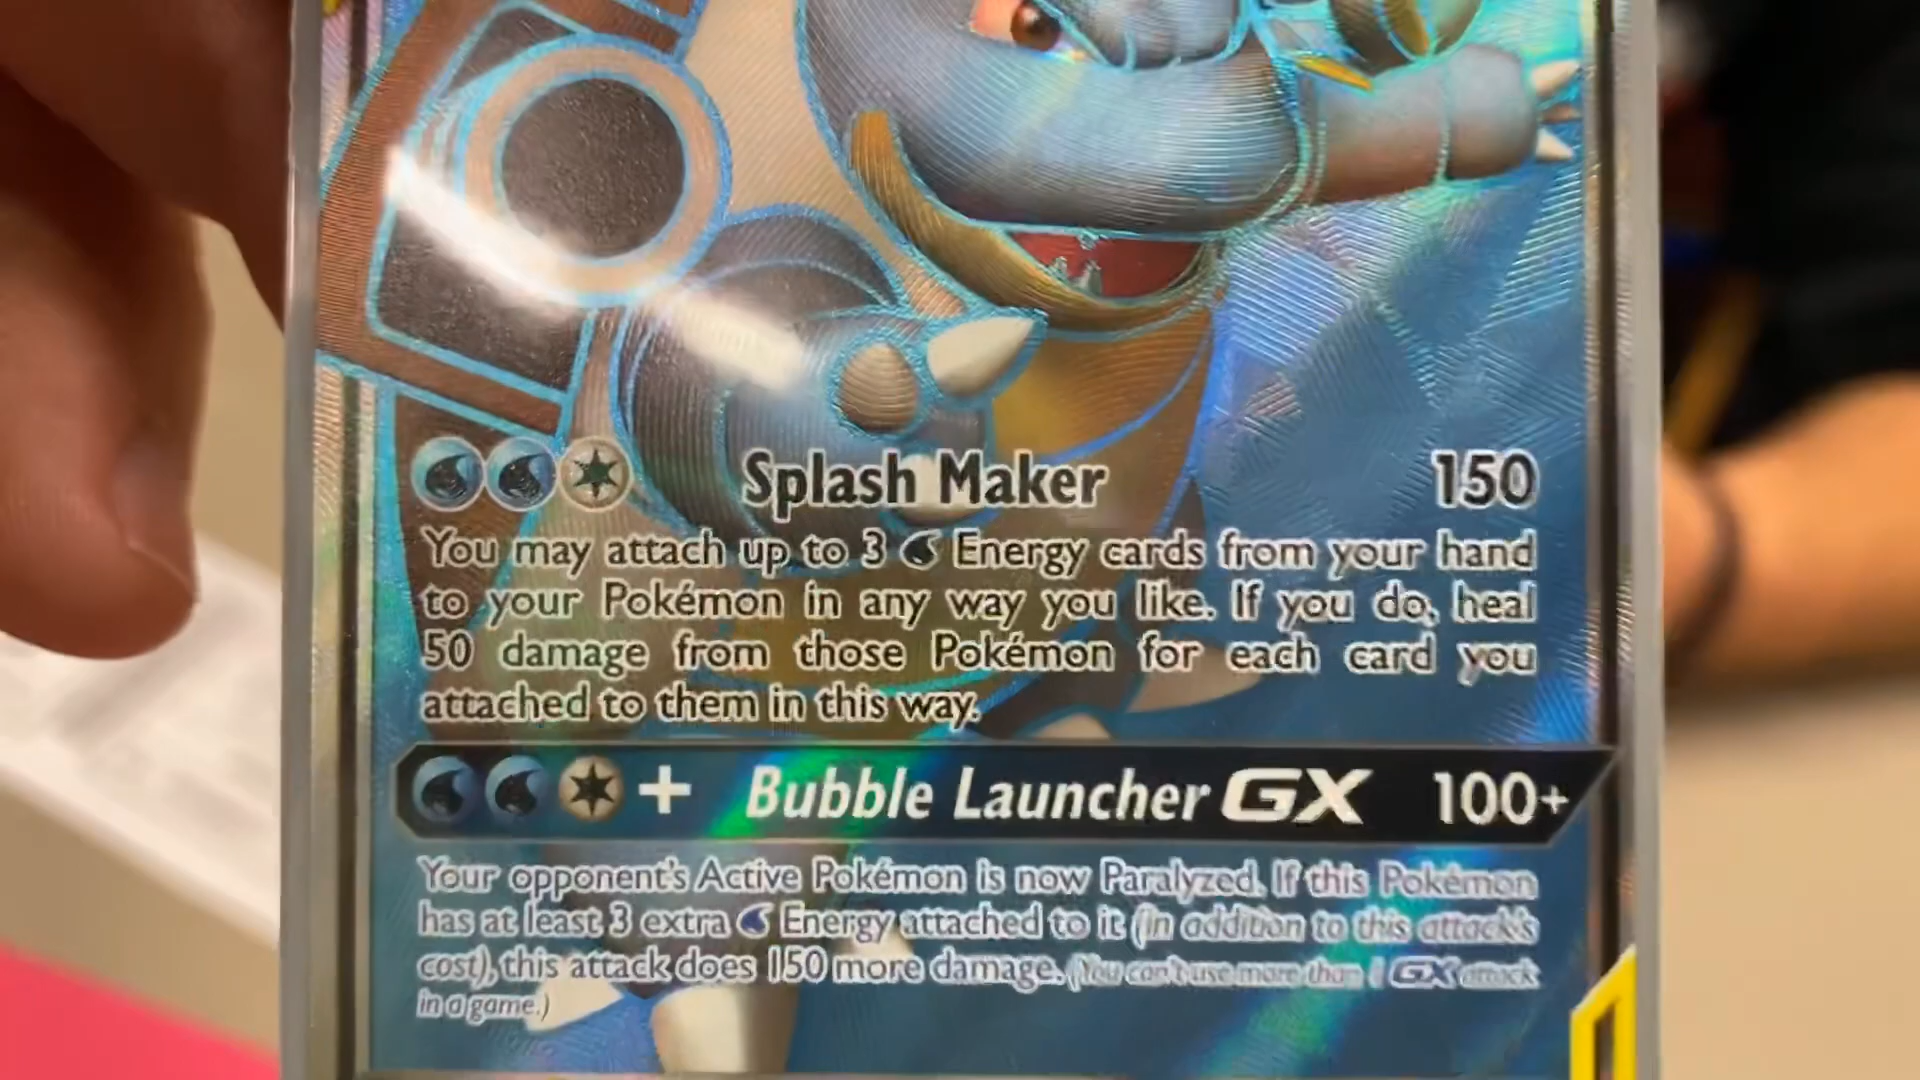 Splash Maker 150
You may attach up to 3 Energy cards from your hand
to your Pokémon in any way you like. If you do, heal
50 damage from those Pokémon for each card you
attached to them in this way.
+ Bubble Launcher GX 100+
Your opponent's Active Pokémon is now Paralyzed. If this Pokémon
has at least 3 extra Energy attached to it (in addition to this attack's
cost), this attack does 150 more damage. (You can't use more than 1 GX attack
in a game.)